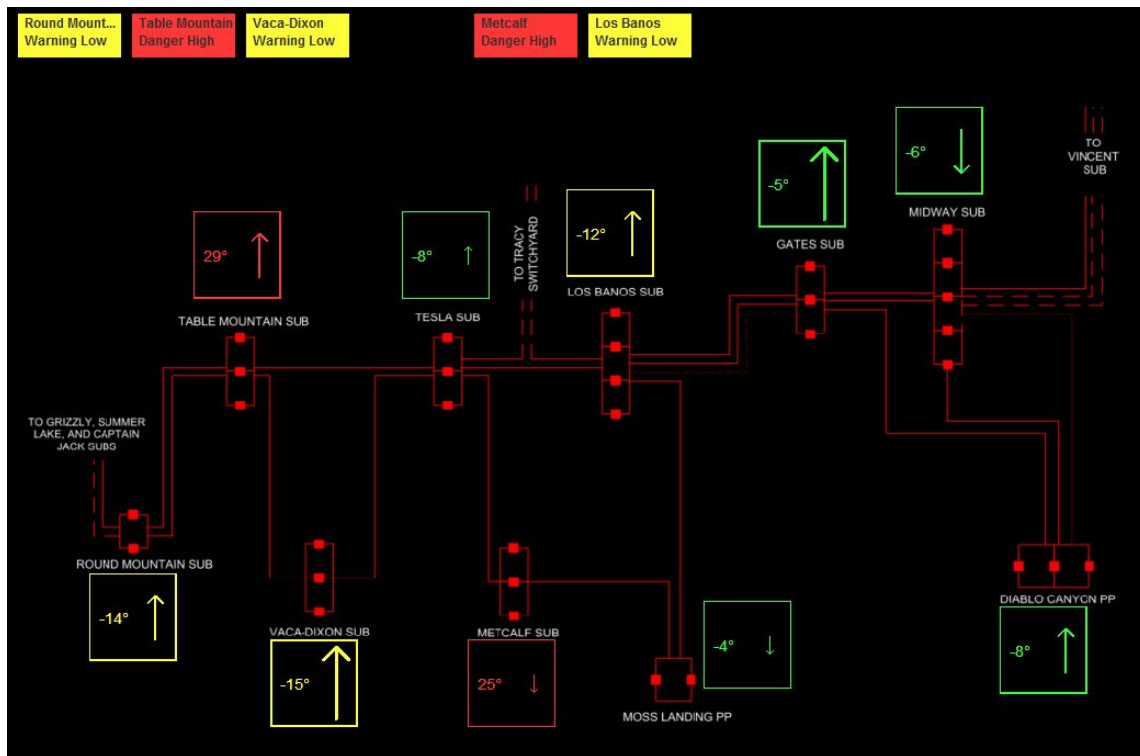 Round Mount...
Warning Low
Table Mountain
Danger High
Vaca-Dixon
Warning Low
Metcalf
Danger High
Los Banos
Warning Low
-6°
TO
VINCENT
SUB
-5°
MIDWAY SUB
29°
-8°
TO TRACY
SWITCHYARD
-12°
GATES SUB
LOS BANOS SUB
TABLE MOUNTAIN SUB
TESLA SUB
TO GRIZZLY, SUMMER
LAKE, AND CAPTAIN
JACK SUBS
ROUND MOUNTAIN SUB
-14°
VACA-DIXON SUB
-15°
METCALF SUB
25°
-4°
MOSS LANDING PP
DIABLO CANYON PP
-8°